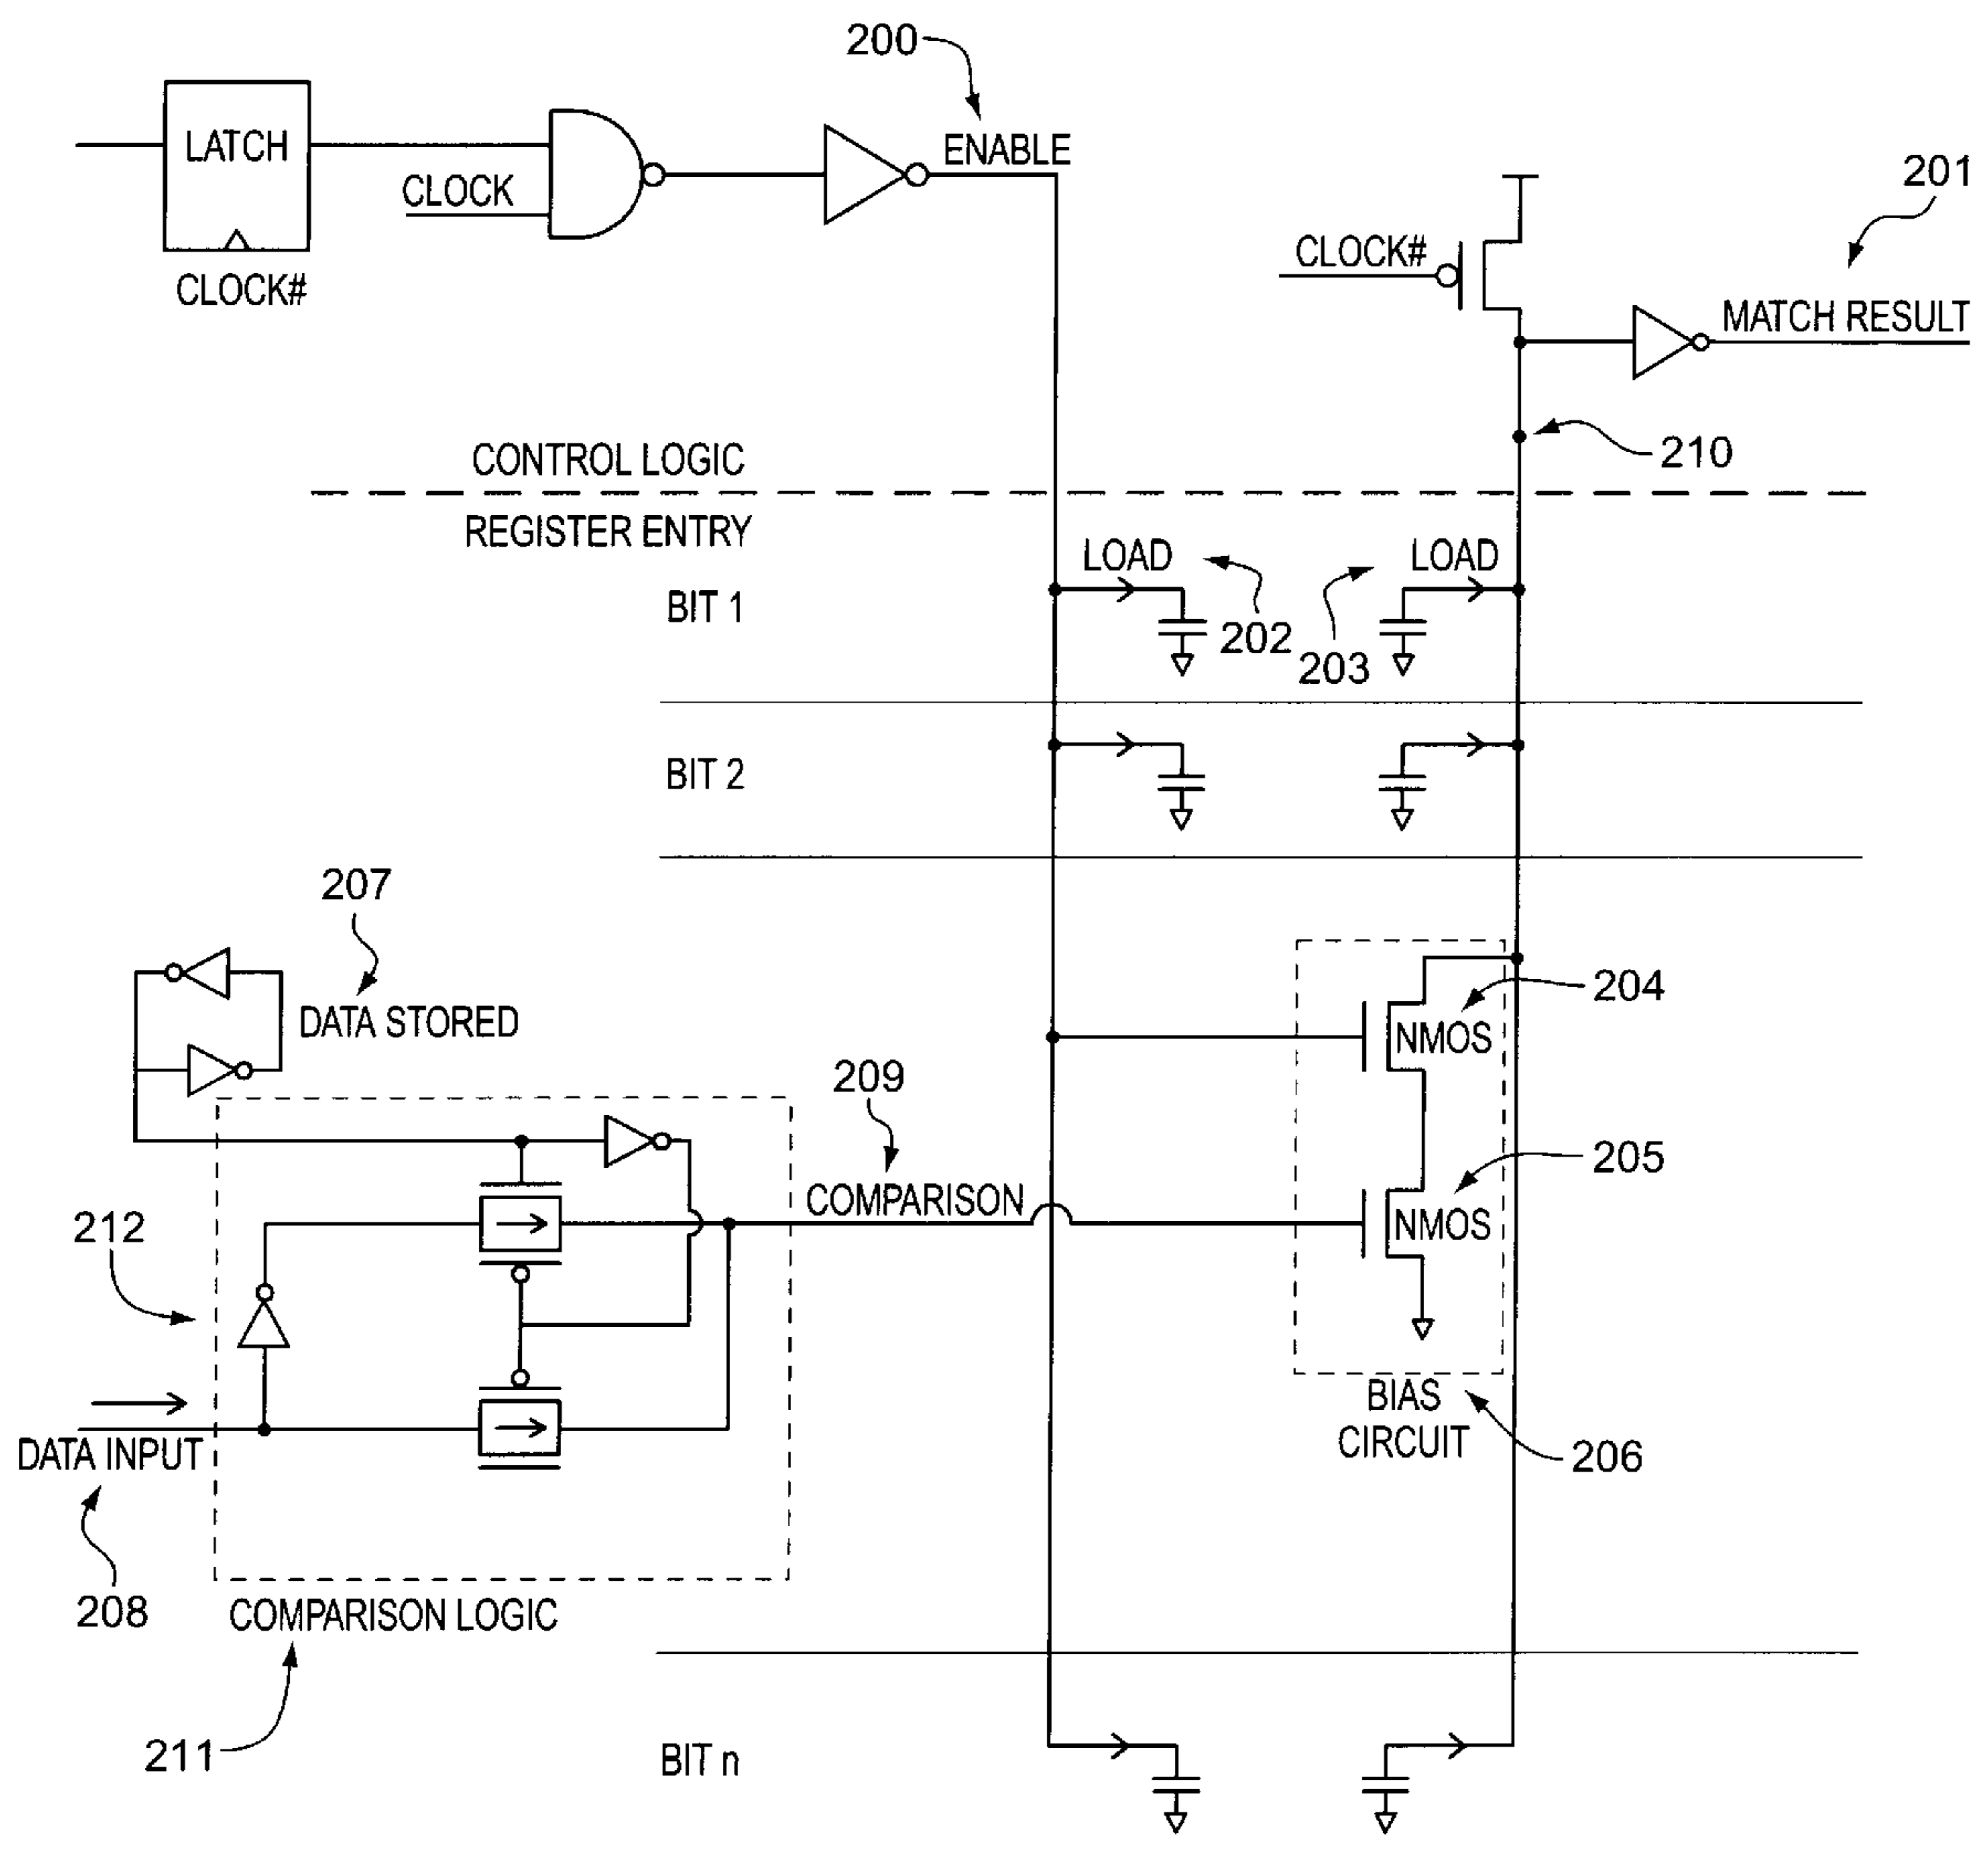 200
LATCH
CLOCK
ENABLE
CLOCK#
201
CLOCK#
MATCH RESULT
210
CONTROL LOGIC
REGISTER ENTRY
LOAD
LOAD
BIT 1
202
203
BIT 2
207
DATA STORED
204
NMOS
209
COMPARISON
205
NMOS
212
DATA INPUT
BIAS
CIRCUIT
206
208
COMPARISON LOGIC
211
BIT n